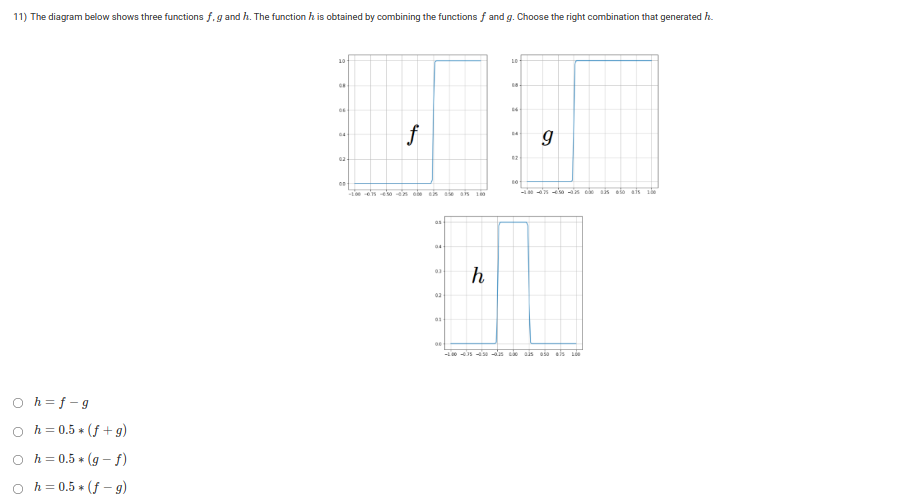 11) The diagram below shows three functions f, g and h. The function h is obtained by combining the functions f and g. Choose the right combination that generated h.
1.0 1.0
0.8 0.8
0.6 0.6
f g
0.4 0.4
0.2 0.2
0.0 0.0
-1.00 -0.75 -0.50 -0.25 0.00 0.25 0.50 0.75 1.00 -1.00 -0.75 -0.50 -0.25 0.00 0.25 0.50 0.75 1.00
0.5
0.4
0.3 h
0.2
0.1
0.0
-1.00 -0.75 -0.50 -0.25 0.00 0.25 0.50 0.75 1.00
h = f − g
h = 0.5 * (f + g)
h = 0.5 * (g − f)
h = 0.5 * (f − g)